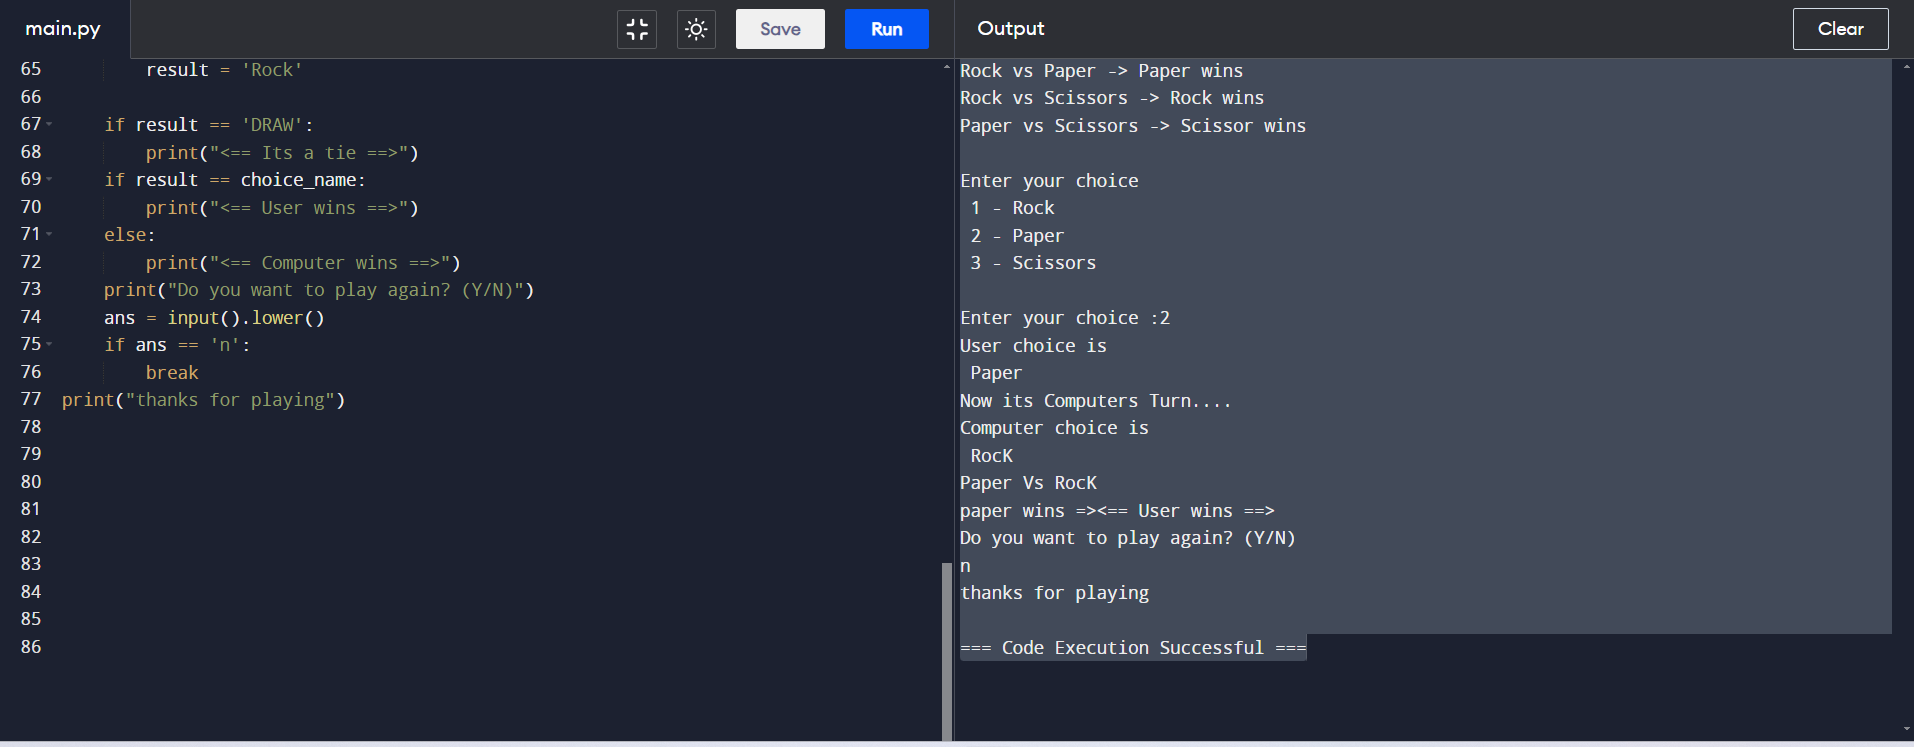 main.py
Save
Run
Output
Clear
65 result = 'Rock'
66
67 if result == 'DRAW':
68 print("<== Its a tie ==>")
69 if result == choice_name:
70 print("<== User wins ==>")
71 else:
72 print("<== Computer wins ==>")
73 print("Do you want to play again? (Y/N)")
74 ans = input().lower()
75 if ans == 'n':
76 break
77 print("thanks for playing")
78
79
80
81
82
83
84
85
86
Rock vs Paper -> Paper wins
Rock vs Scissors -> Rock wins
Paper vs Scissors -> Scissor wins
Enter your choice
1 - Rock
2 - Paper
3 - Scissors
Enter your choice :2
User choice is
Paper
Now its Computers Turn....
Computer choice is
RocK
Paper Vs RocK
paper wins =><== User wins ==>
Do you want to play again? (Y/N)
n
thanks for playing
=== Code Execution Successful ===